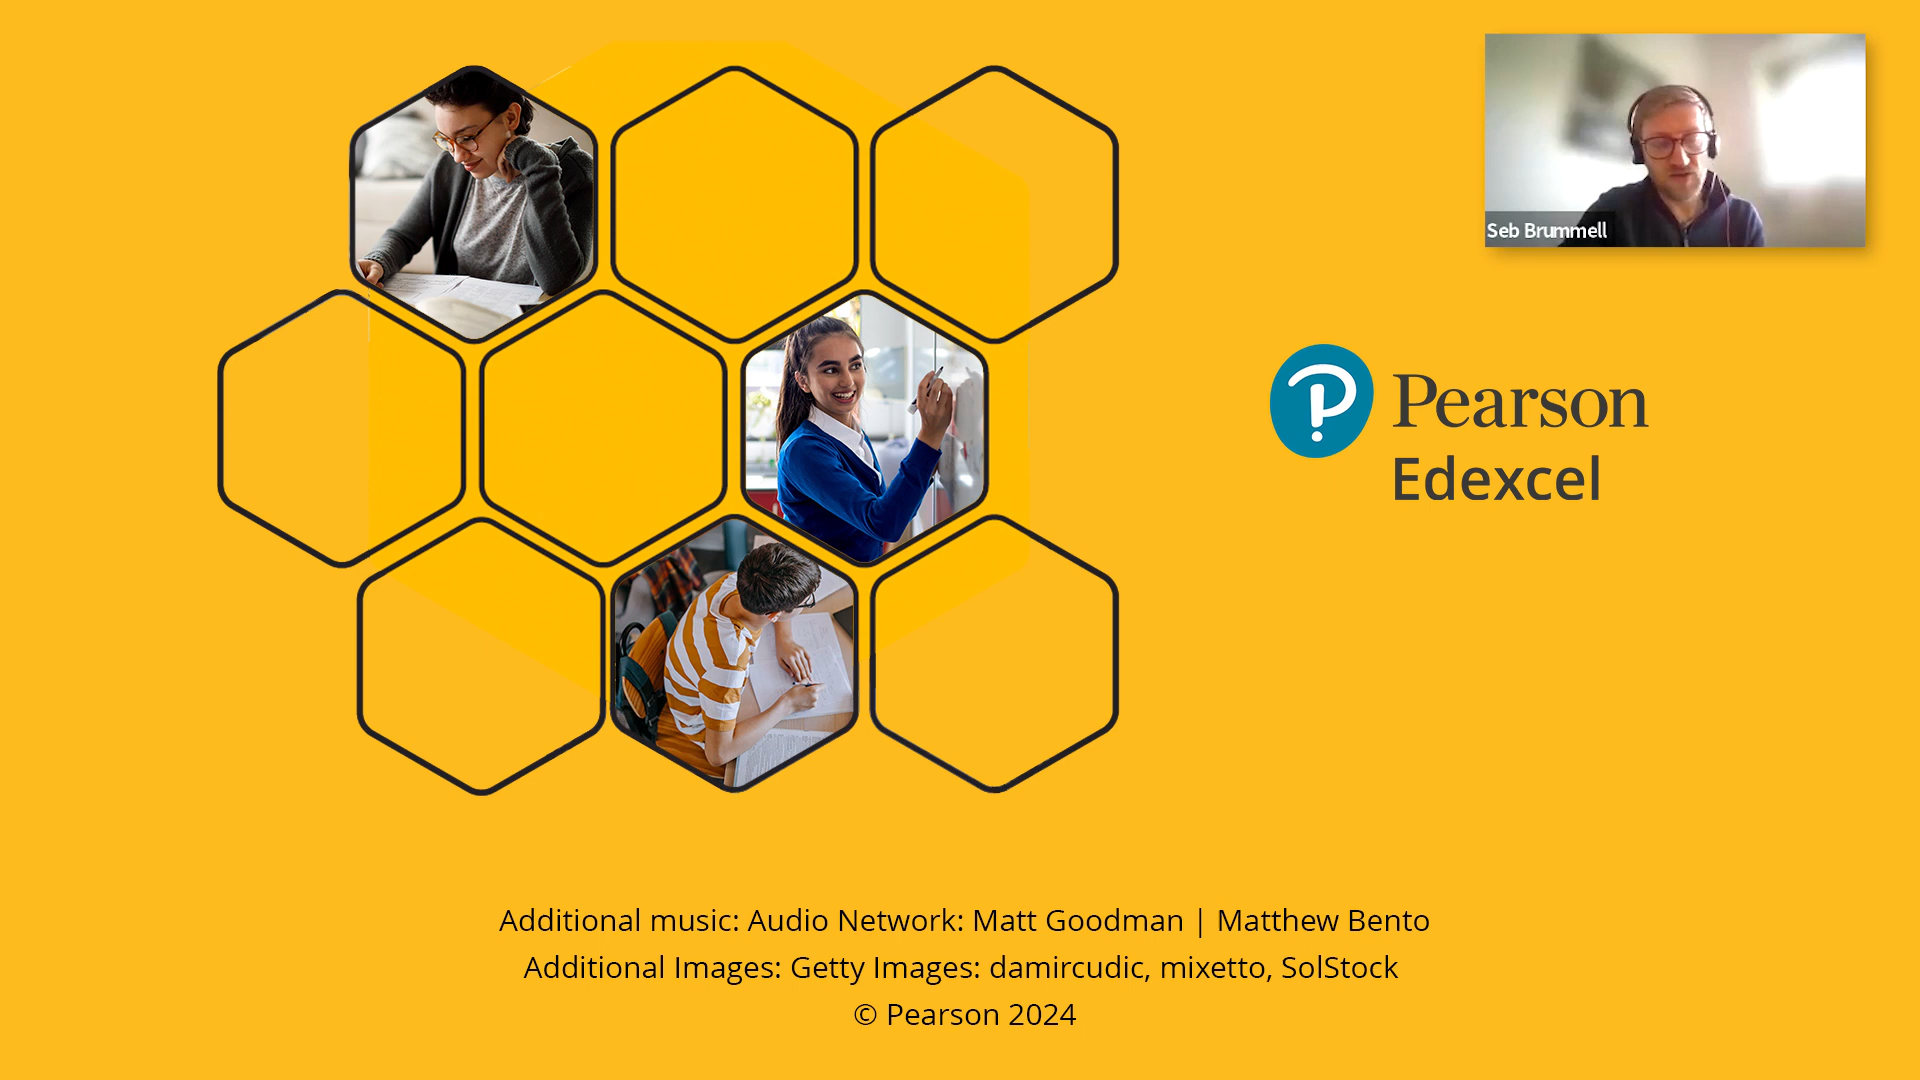 Seb Brummell
Pearson
Edexcel
Additional music: Audio Network: Matt Goodman | Matthew Bento
Additional Images: Getty Images: damircudic, mixetto, SolStock
© Pearson 2024